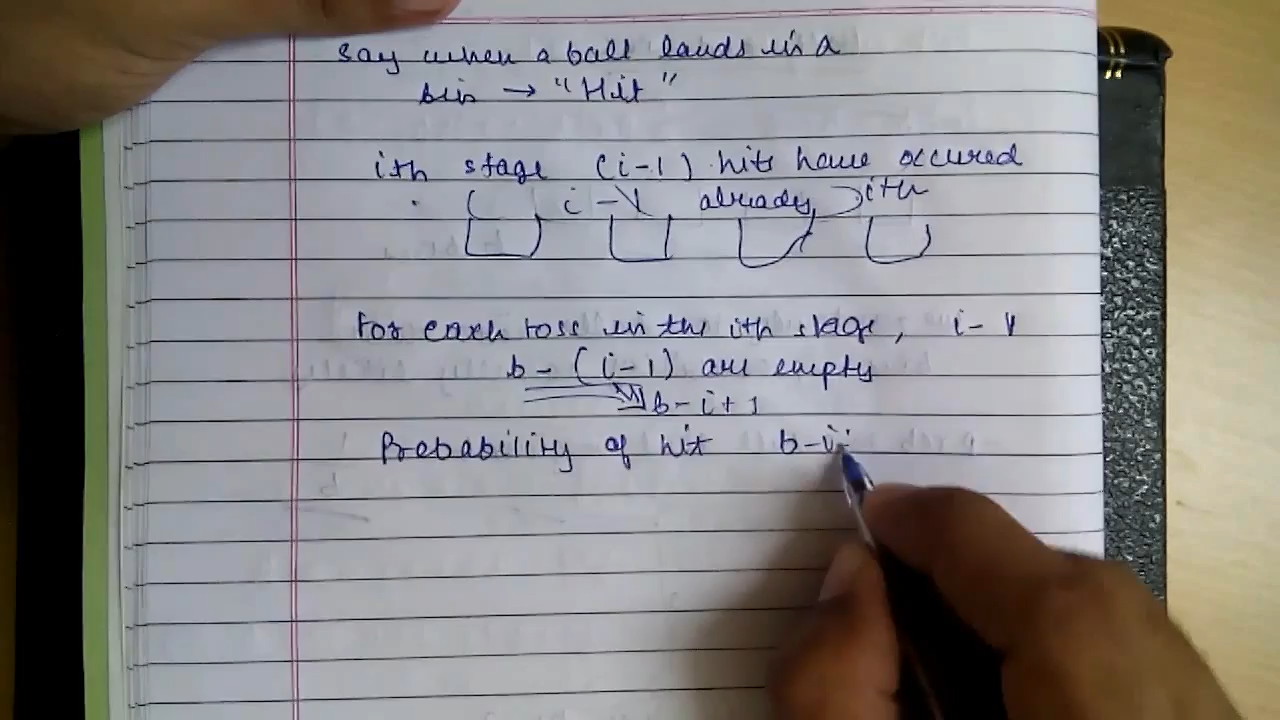 Say when a ball lands in a
bin → "Hit"
ith stage (i-1) hits have occured
i-1 already ith
For each toss in the ith stage, i-1
b-(i-1) are empty
b-i+1
Probability of hit b-i